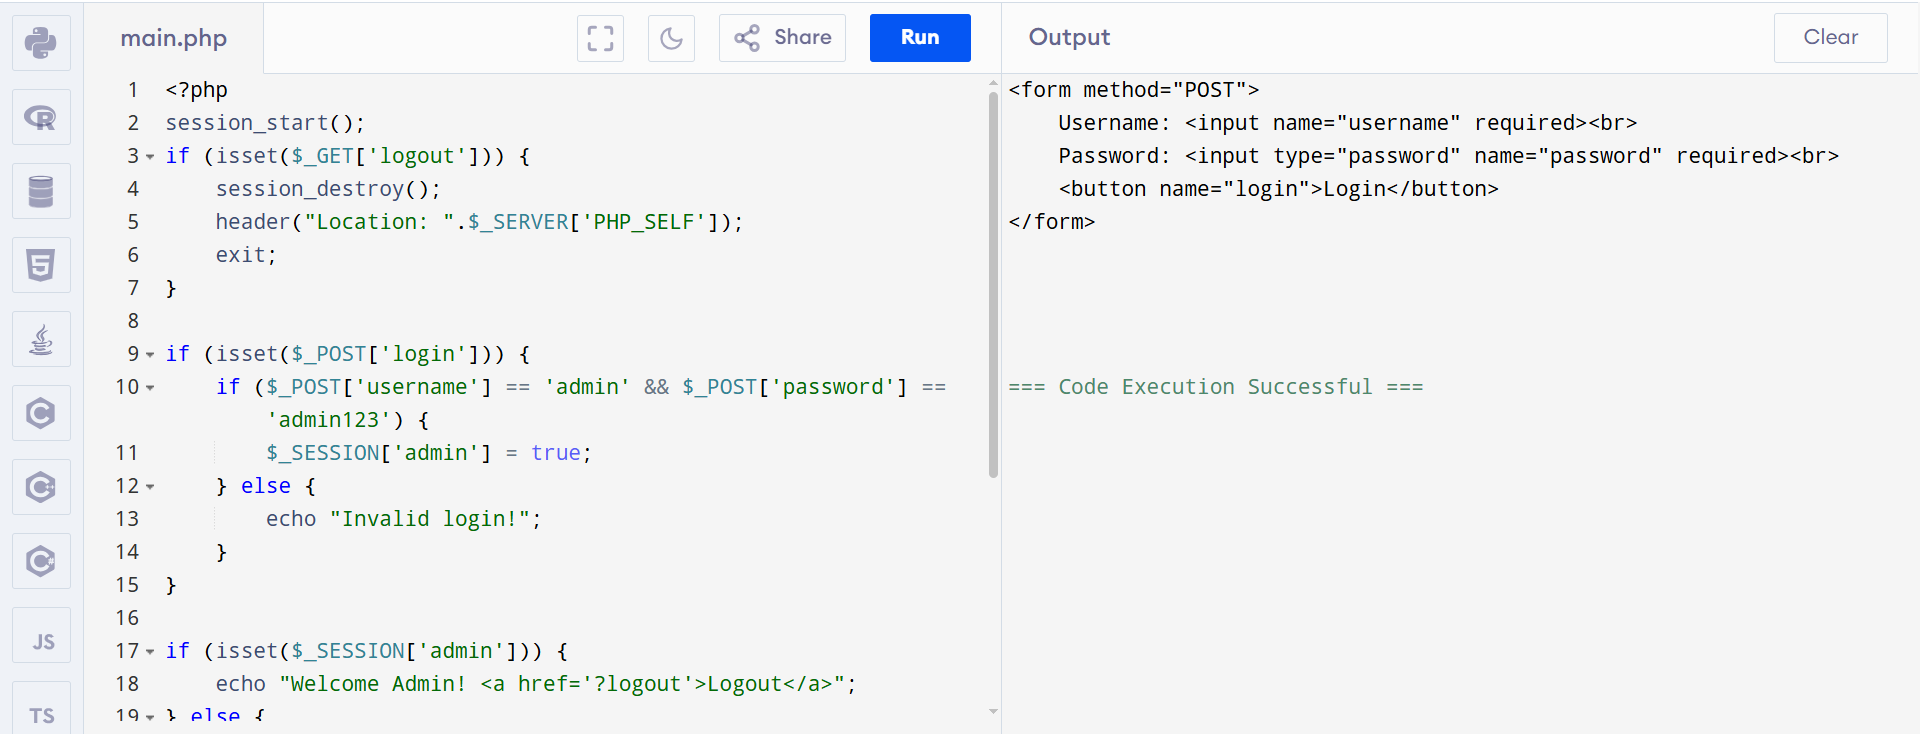 main.php
Share
Run
Output
Clear
1 <?php
2 session_start();
3 if (isset($_GET['logout'])) {
4     session_destroy();
5     header("Location: ".$_SERVER['PHP_SELF']);
6     exit;
7 }
8
9 if (isset($_POST['login'])) {
10     if ($_POST['username'] == 'admin' && $_POST['password'] ==
'admin123') {
11         $_SESSION['admin'] = true;
12     } else {
13         echo "Invalid login!";
14     }
15 }
16
17 if (isset($_SESSION['admin'])) {
18     echo "Welcome Admin! <a href='?logout'>Logout</a>";
19 } else {
<form method="POST">
    Username: <input name="username" required><br>
    Password: <input type="password" name="password" required><br>
    <button name="login">Login</button>
</form>
=== Code Execution Successful ===
R
5
C
C
C#
JS
TS